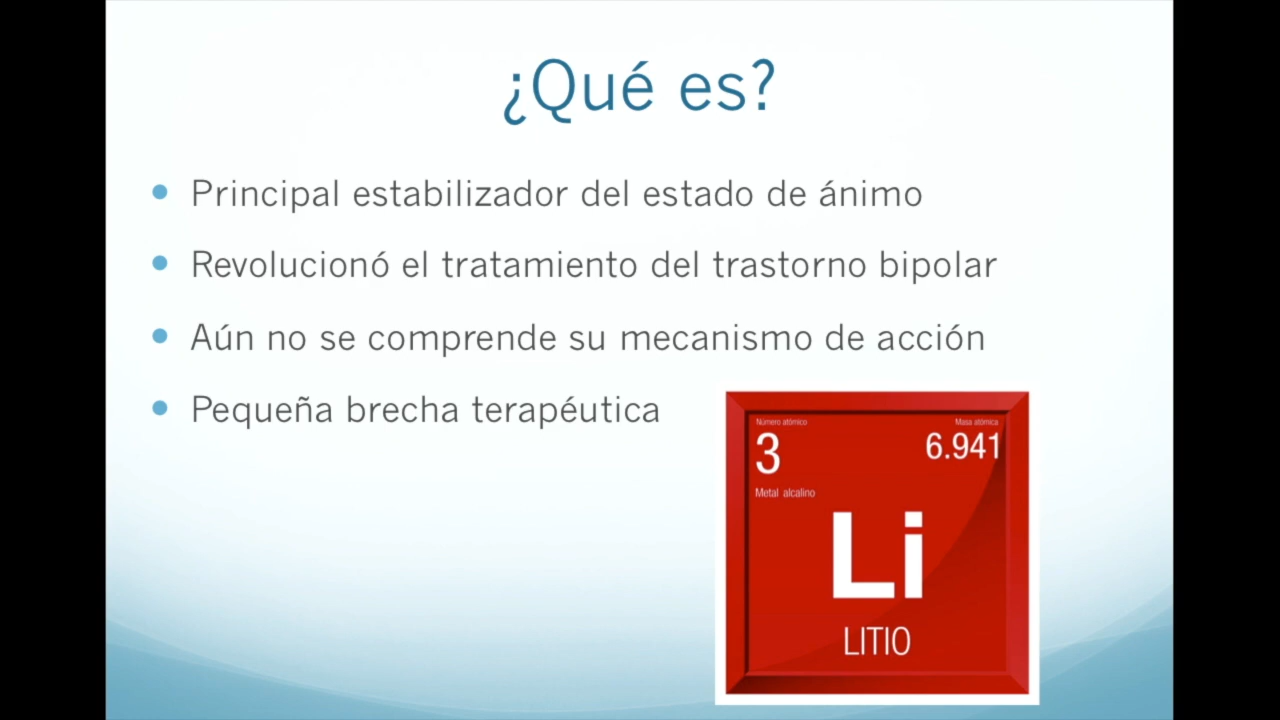 ¿Qué es?
Principal estabilizador del estado de ánimo
Revolucionó el tratamiento del trastorno bipolar
Aún no se comprende su mecanismo de acción
Pequeña brecha terapéutica
Número atómico
Masa atómica
3
6.941
Metal alcalino
Li
LITIO